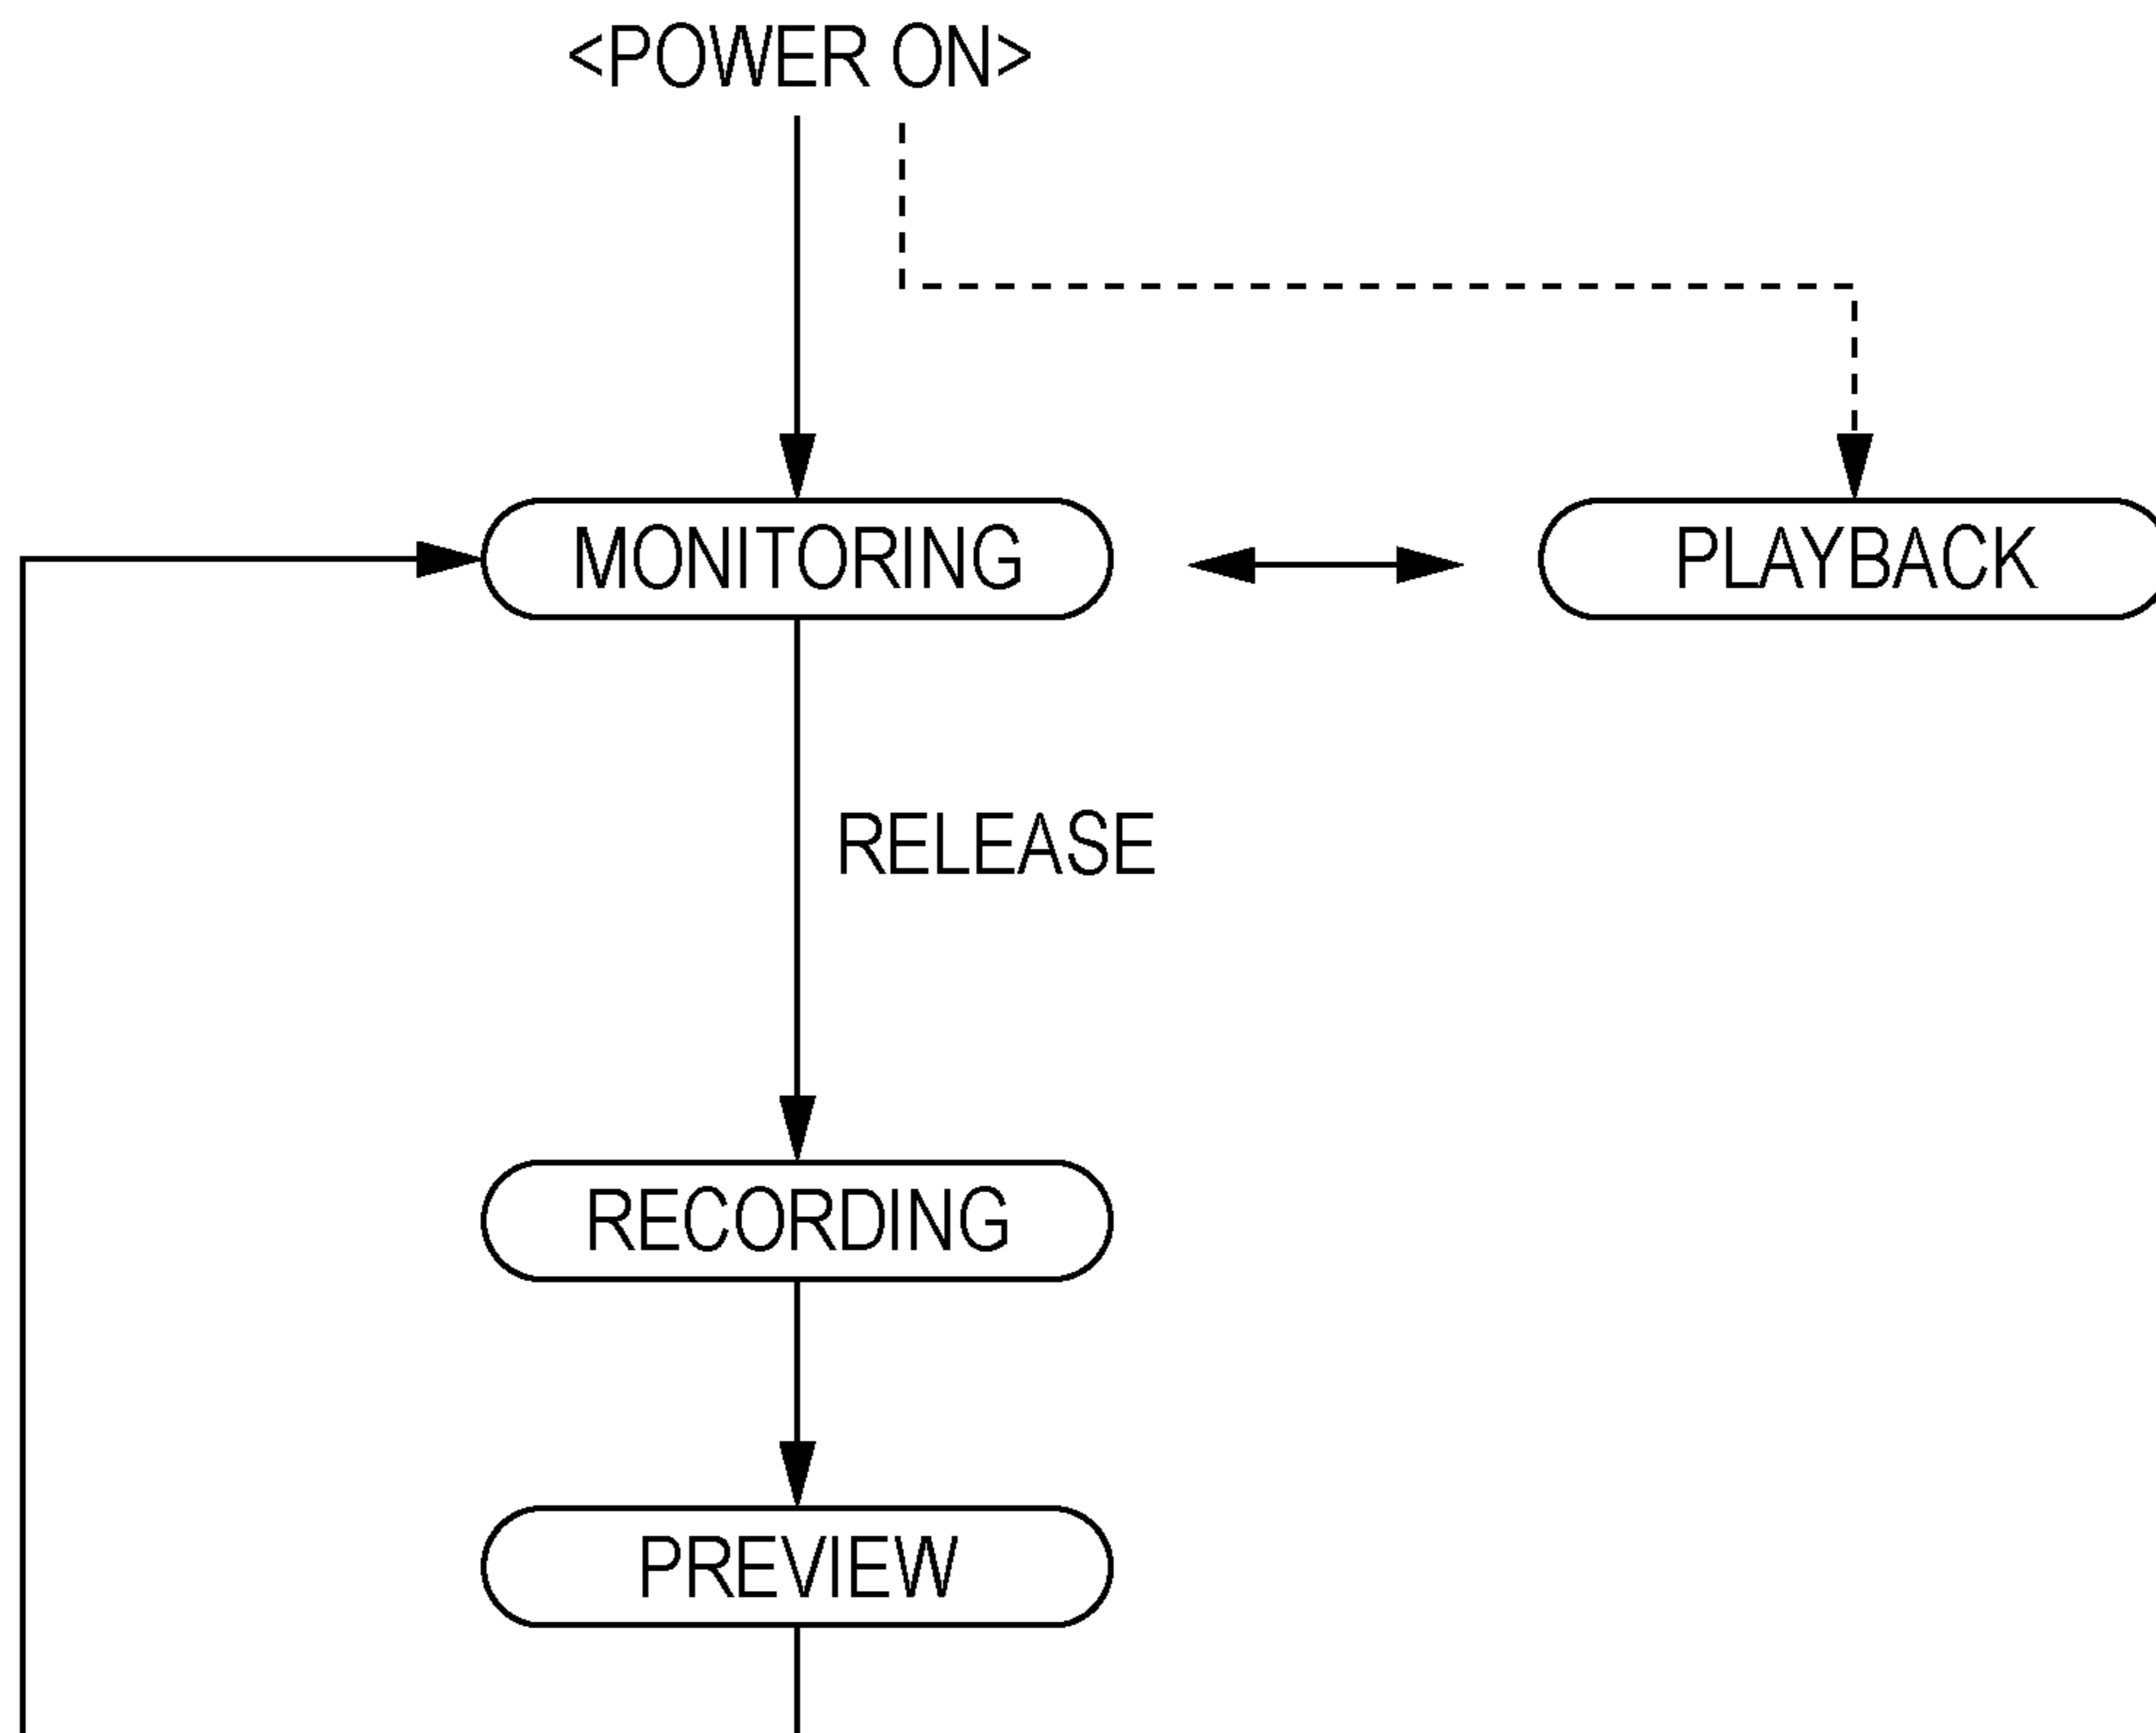 <POWER ON>
MONITORING
PLAYBACK
RELEASE
RECORDING
PREVIEW